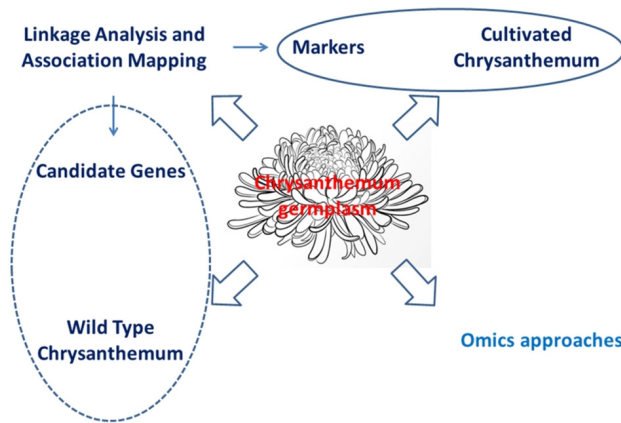 Linkage Analysis and
Association Mapping
Markers
Cultivated
Chrysanthemum
Candidate Genes
Chrysanthemum
germplasm
Wild Type
Chrysanthemum
Omics approaches